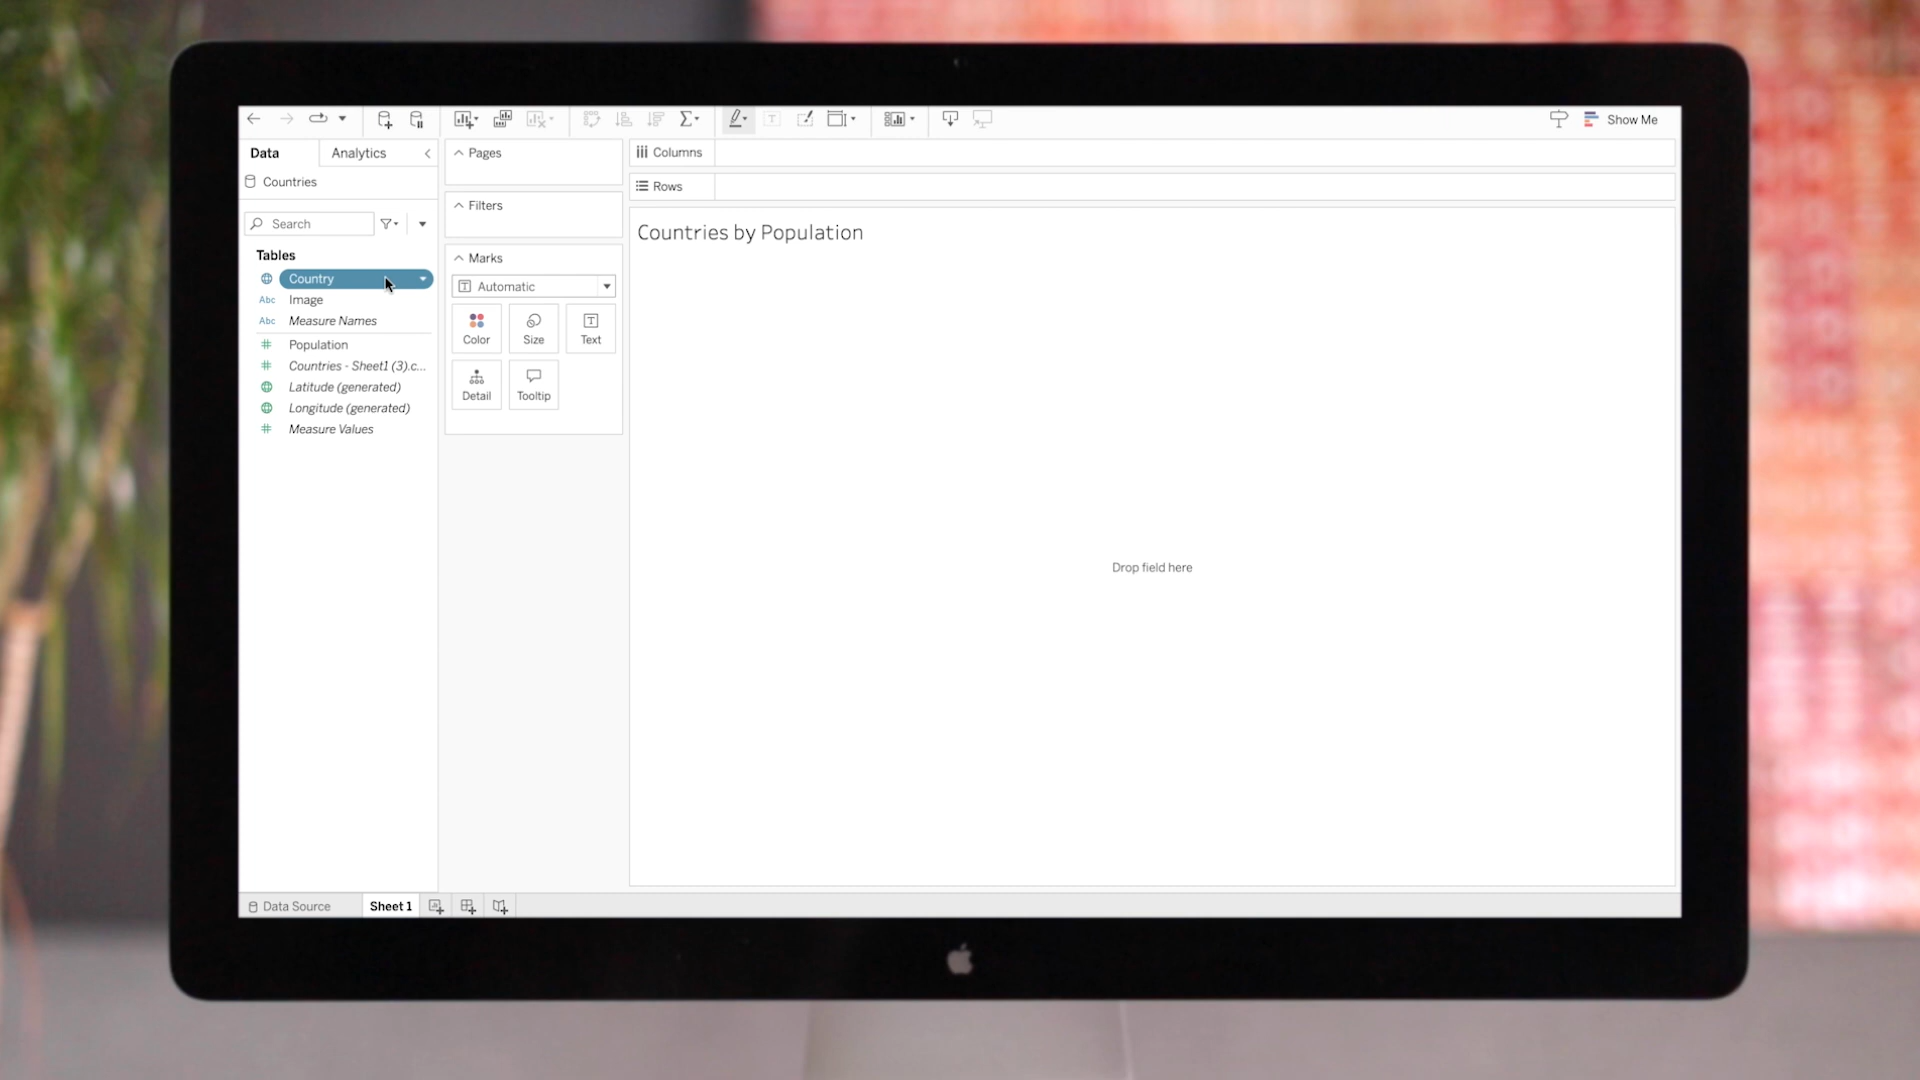 Show Me
Data
Analytics
Countries
Search
Tables
Country
Abc Image
Abc Measure Names
Population
Countries - Sheet1 (3).c...
Latitude (generated)
Longitude (generated)
Measure Values
Pages
Filters
Marks
T Automatic
Color
Size
T Text
Detail
Tooltip
Columns
Rows
Countries by Population
Drop field here
Data Source
Sheet 1